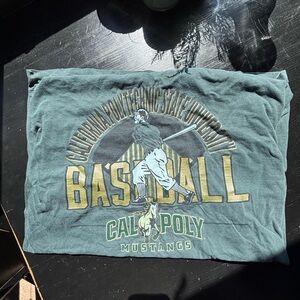 CALIFORNIA POLYTECHNIC STATE UNIVERSITY
BASEBALL
CAL POLY
MUSTANGS